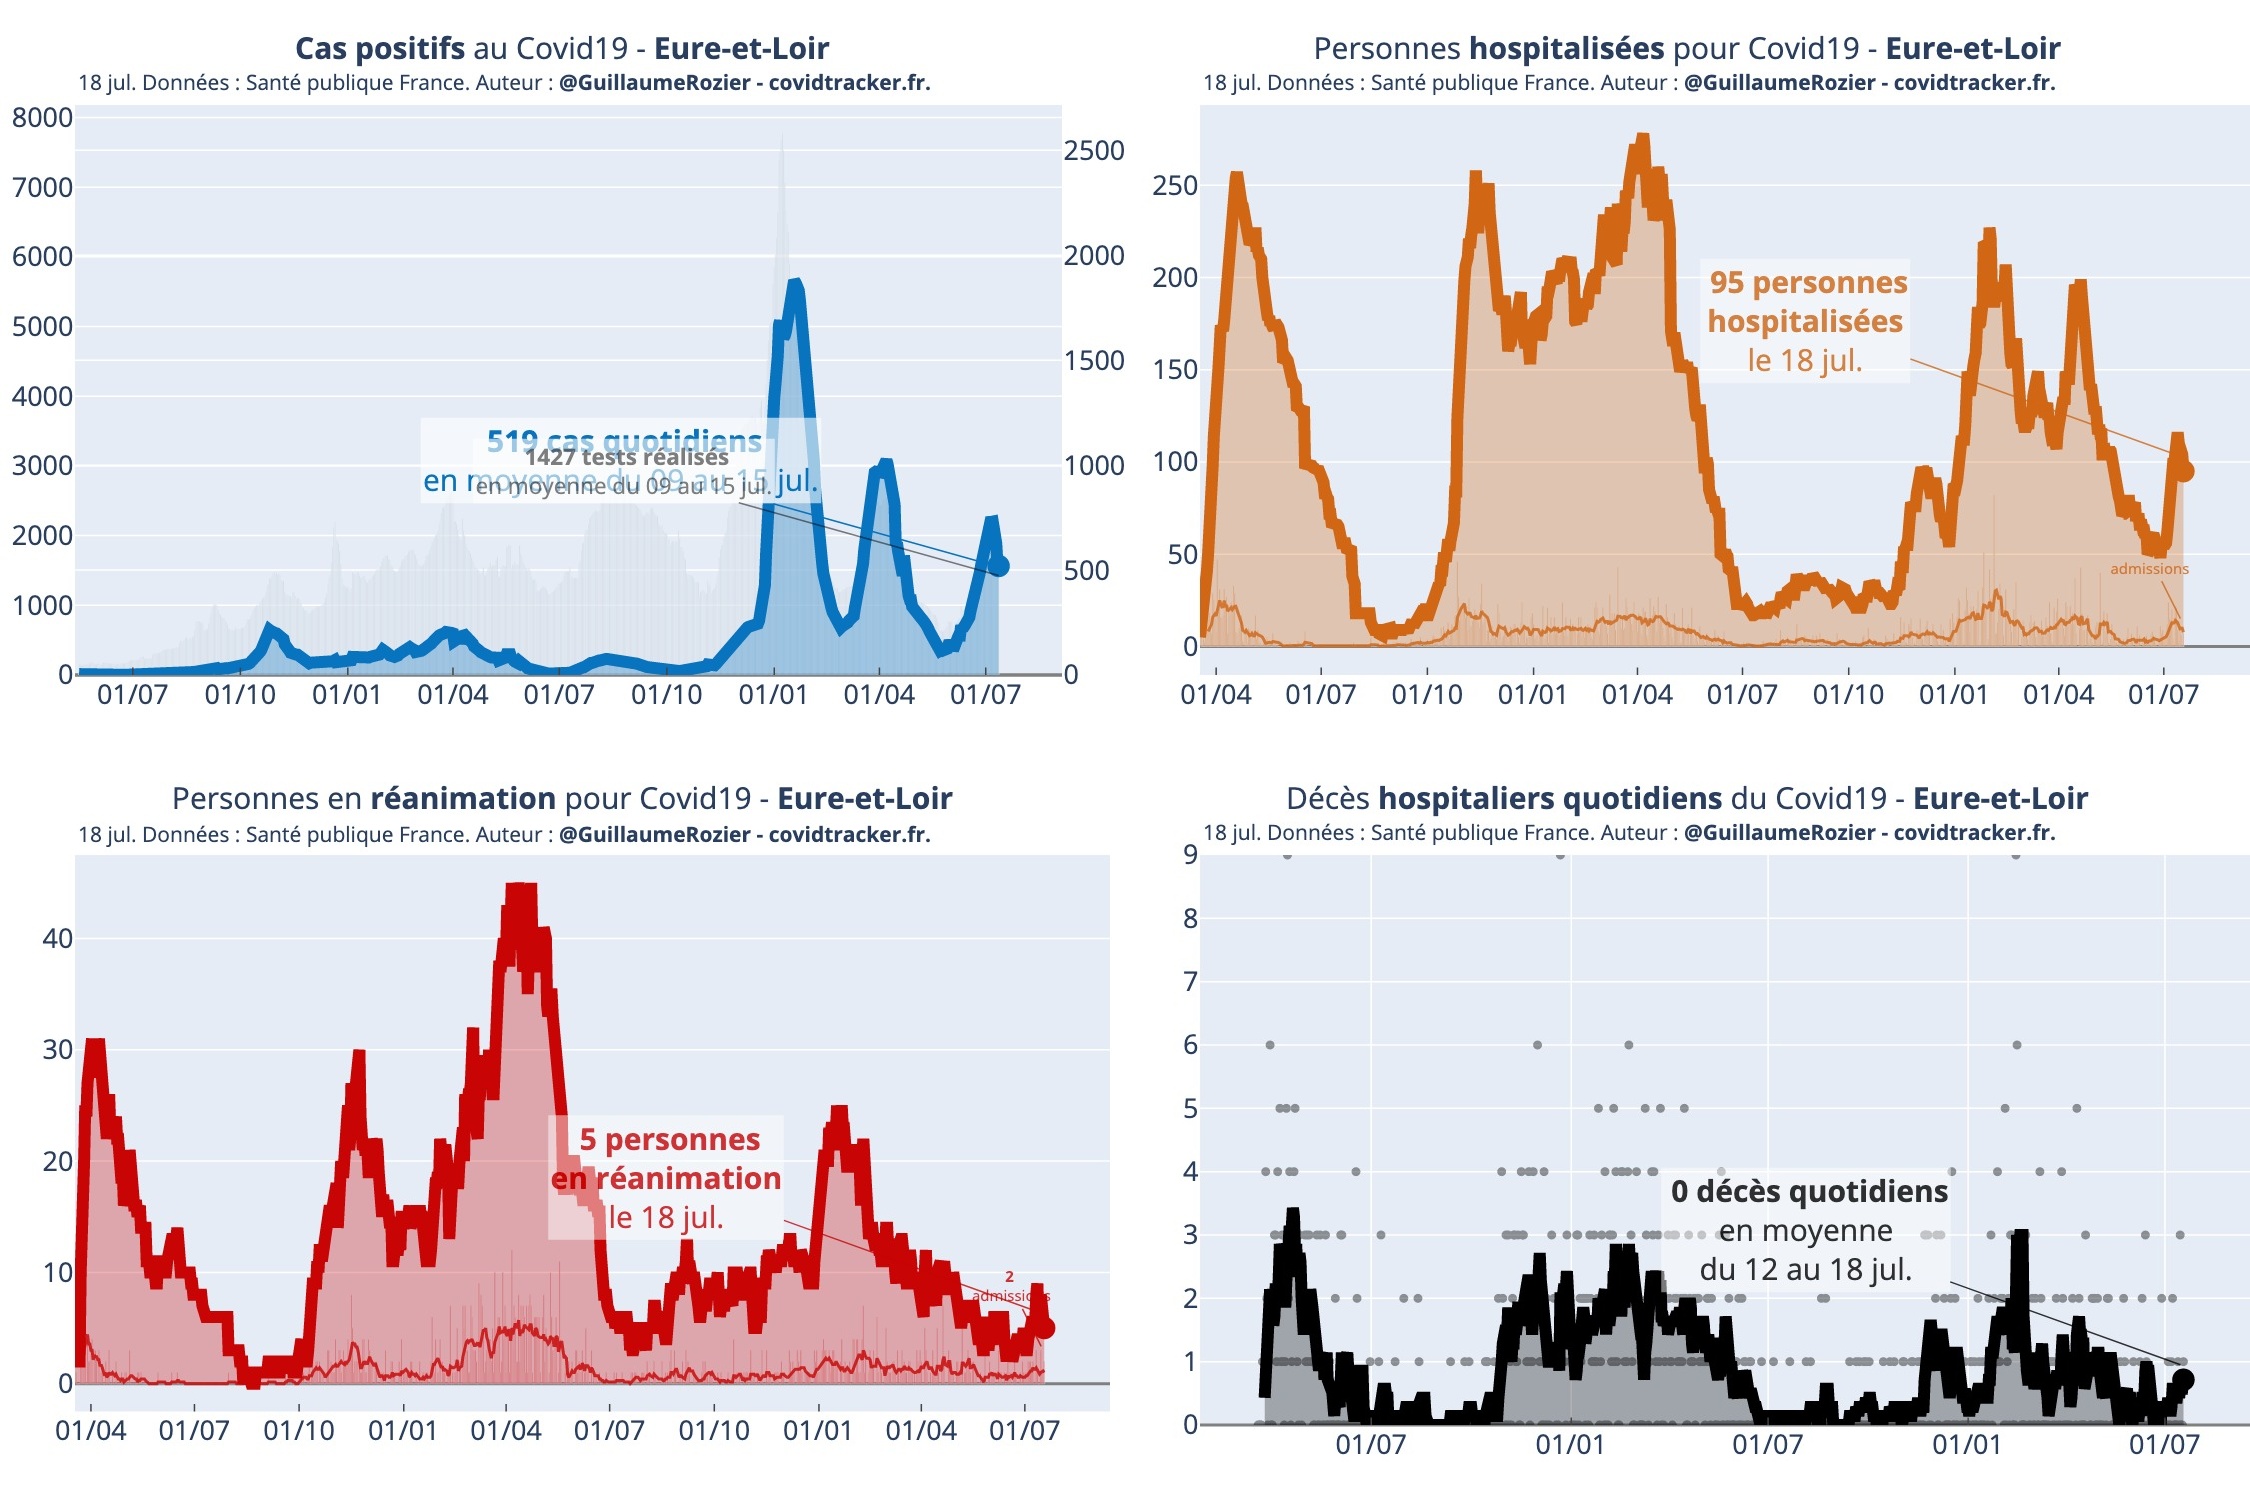 Cas positifs au Covid19 - Eure-et-Loir
18 jul. Données : Santé publique France. Auteur : @GuillaumeRozier - covidtracker.fr.
8000
7000
6000
5000
4000
3000
2000
1000
0
2500
2000
1500
1000
500
0
519 cas quotidiens
en moyenne du 09 au 15 jul.
1427 tests réalisés
en moyenne du 09 au 15 jul.
01/07 01/10 01/01 01/04 01/07 01/10 01/01 01/04 01/07
Personnes hospitalisées pour Covid19 - Eure-et-Loir
18 jul. Données : Santé publique France. Auteur : @GuillaumeRozier - covidtracker.fr.
250
200
150
100
50
0
95 personnes
hospitalisées
le 18 jul.
admissions
01/04 01/07 01/10 01/01 01/04 01/07 01/10 01/01 01/04 01/07
Personnes en réanimation pour Covid19 - Eure-et-Loir
18 jul. Données : Santé publique France. Auteur : @GuillaumeRozier - covidtracker.fr.
40
30
20
10
0
5 personnes
en réanimation
le 18 jul.
2
admissions
01/04 01/07 01/10 01/01 01/04 01/07 01/10 01/01 01/04 01/07
Décès hospitaliers quotidiens du Covid19 - Eure-et-Loir
18 jul. Données : Santé publique France. Auteur : @GuillaumeRozier - covidtracker.fr.
9
8
7
6
5
4
3
2
1
0
0 décès quotidiens
en moyenne
du 12 au 18 jul.
01/07 01/01 01/07 01/01 01/07